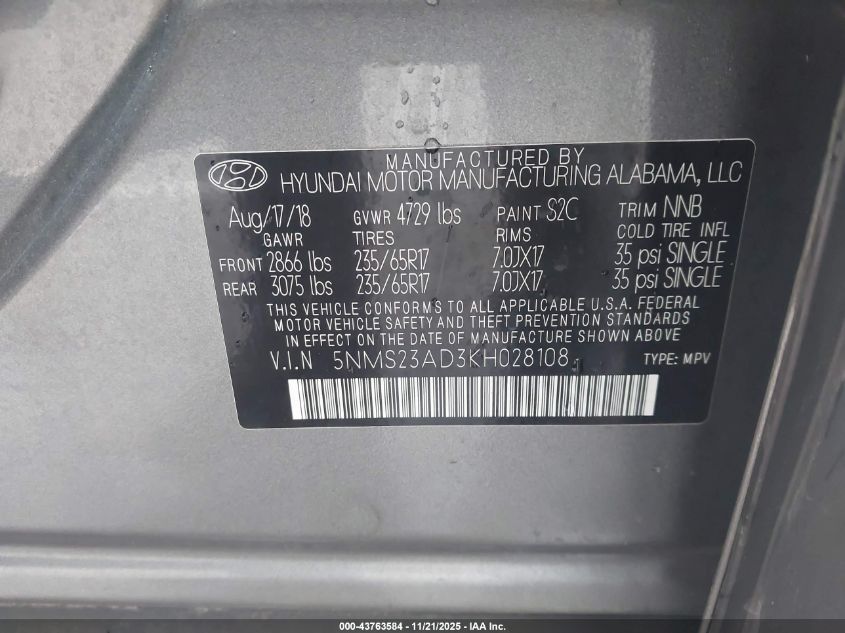 MANUFACTURED BY
HYUNDAI MOTOR MANUFACTURING ALABAMA, LLC
Aug/17/18 GVWR 4729 lbs PAINT S2C TRIM NNB
GAWR TIRES RIMS COLD TIRE INFL
FRONT 2866 lbs 235/65R17 7.0JX17 35 psi SINGLE
REAR 3075 lbs 235/65R17 7.0JX17 35 psi SINGLE
THIS VEHICLE CONFORMS TO ALL APPLICABLE U.S.A. FEDERAL
MOTOR VEHICLE SAFETY AND THEFT PREVENTION STANDARDS
IN EFFECT ON THE DATE OF MANUFACTURE SHOWN ABOVE
V.I.N 5NMS23AD3KH028108 TYPE: MPV
000-43763584 - 11/21/2025 - IAA Inc.